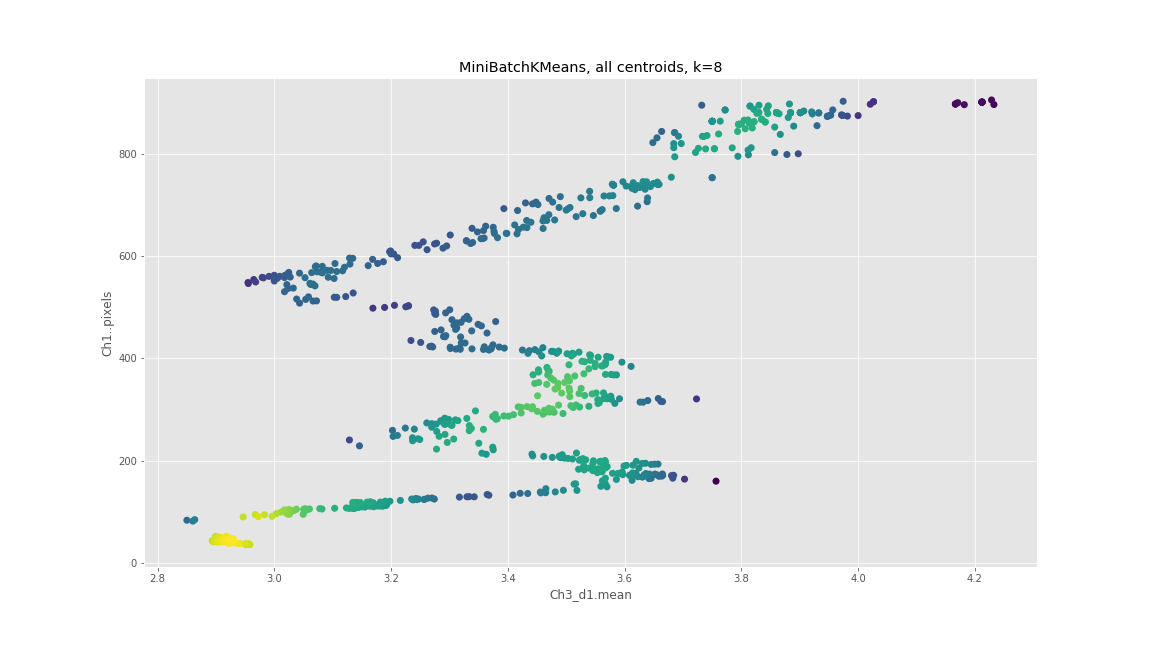 MiniBatchKMeans, all centroids, k=8
Ch1..pixels
800
600
400
200
0
2.8 3.0 3.2 3.4 3.6 3.8 4.0 4.2
Ch3_d1.mean